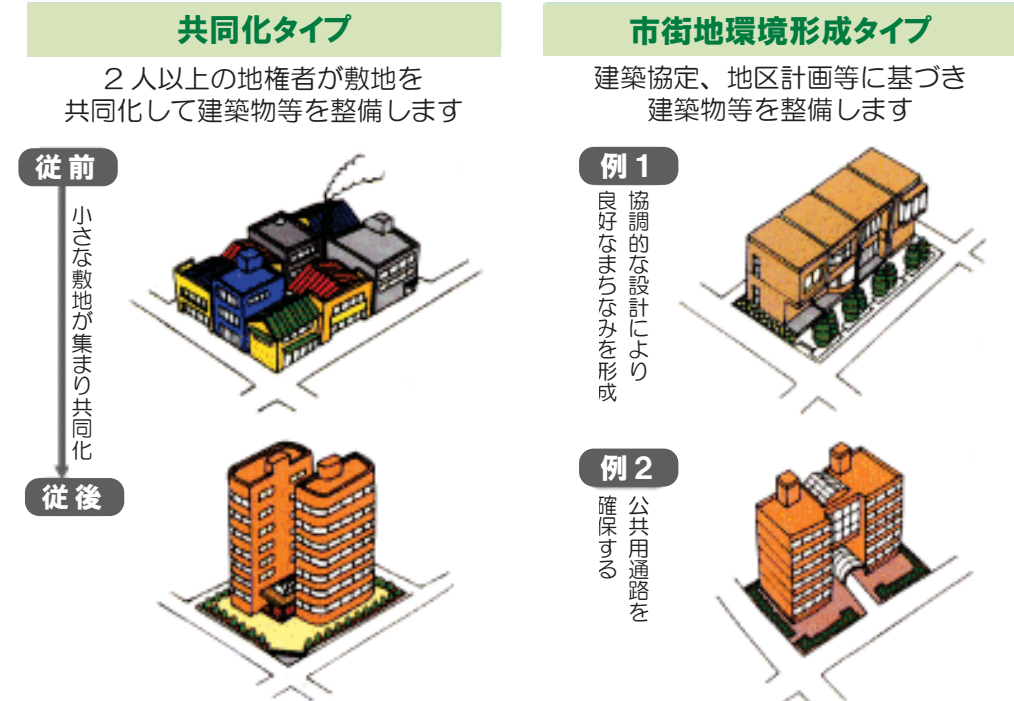 共同化タイプ
2人以上の地権者が敷地を
共同化して建築物等を整備します
従前
小さな敷地が集まり共同化
従後
市街地環境形成タイプ
建築協定、地区計画等に基づき
建築物等を整備します
例1
協調的な設計により
良好なまちなみを形成
例2
公共用通路を
確保する